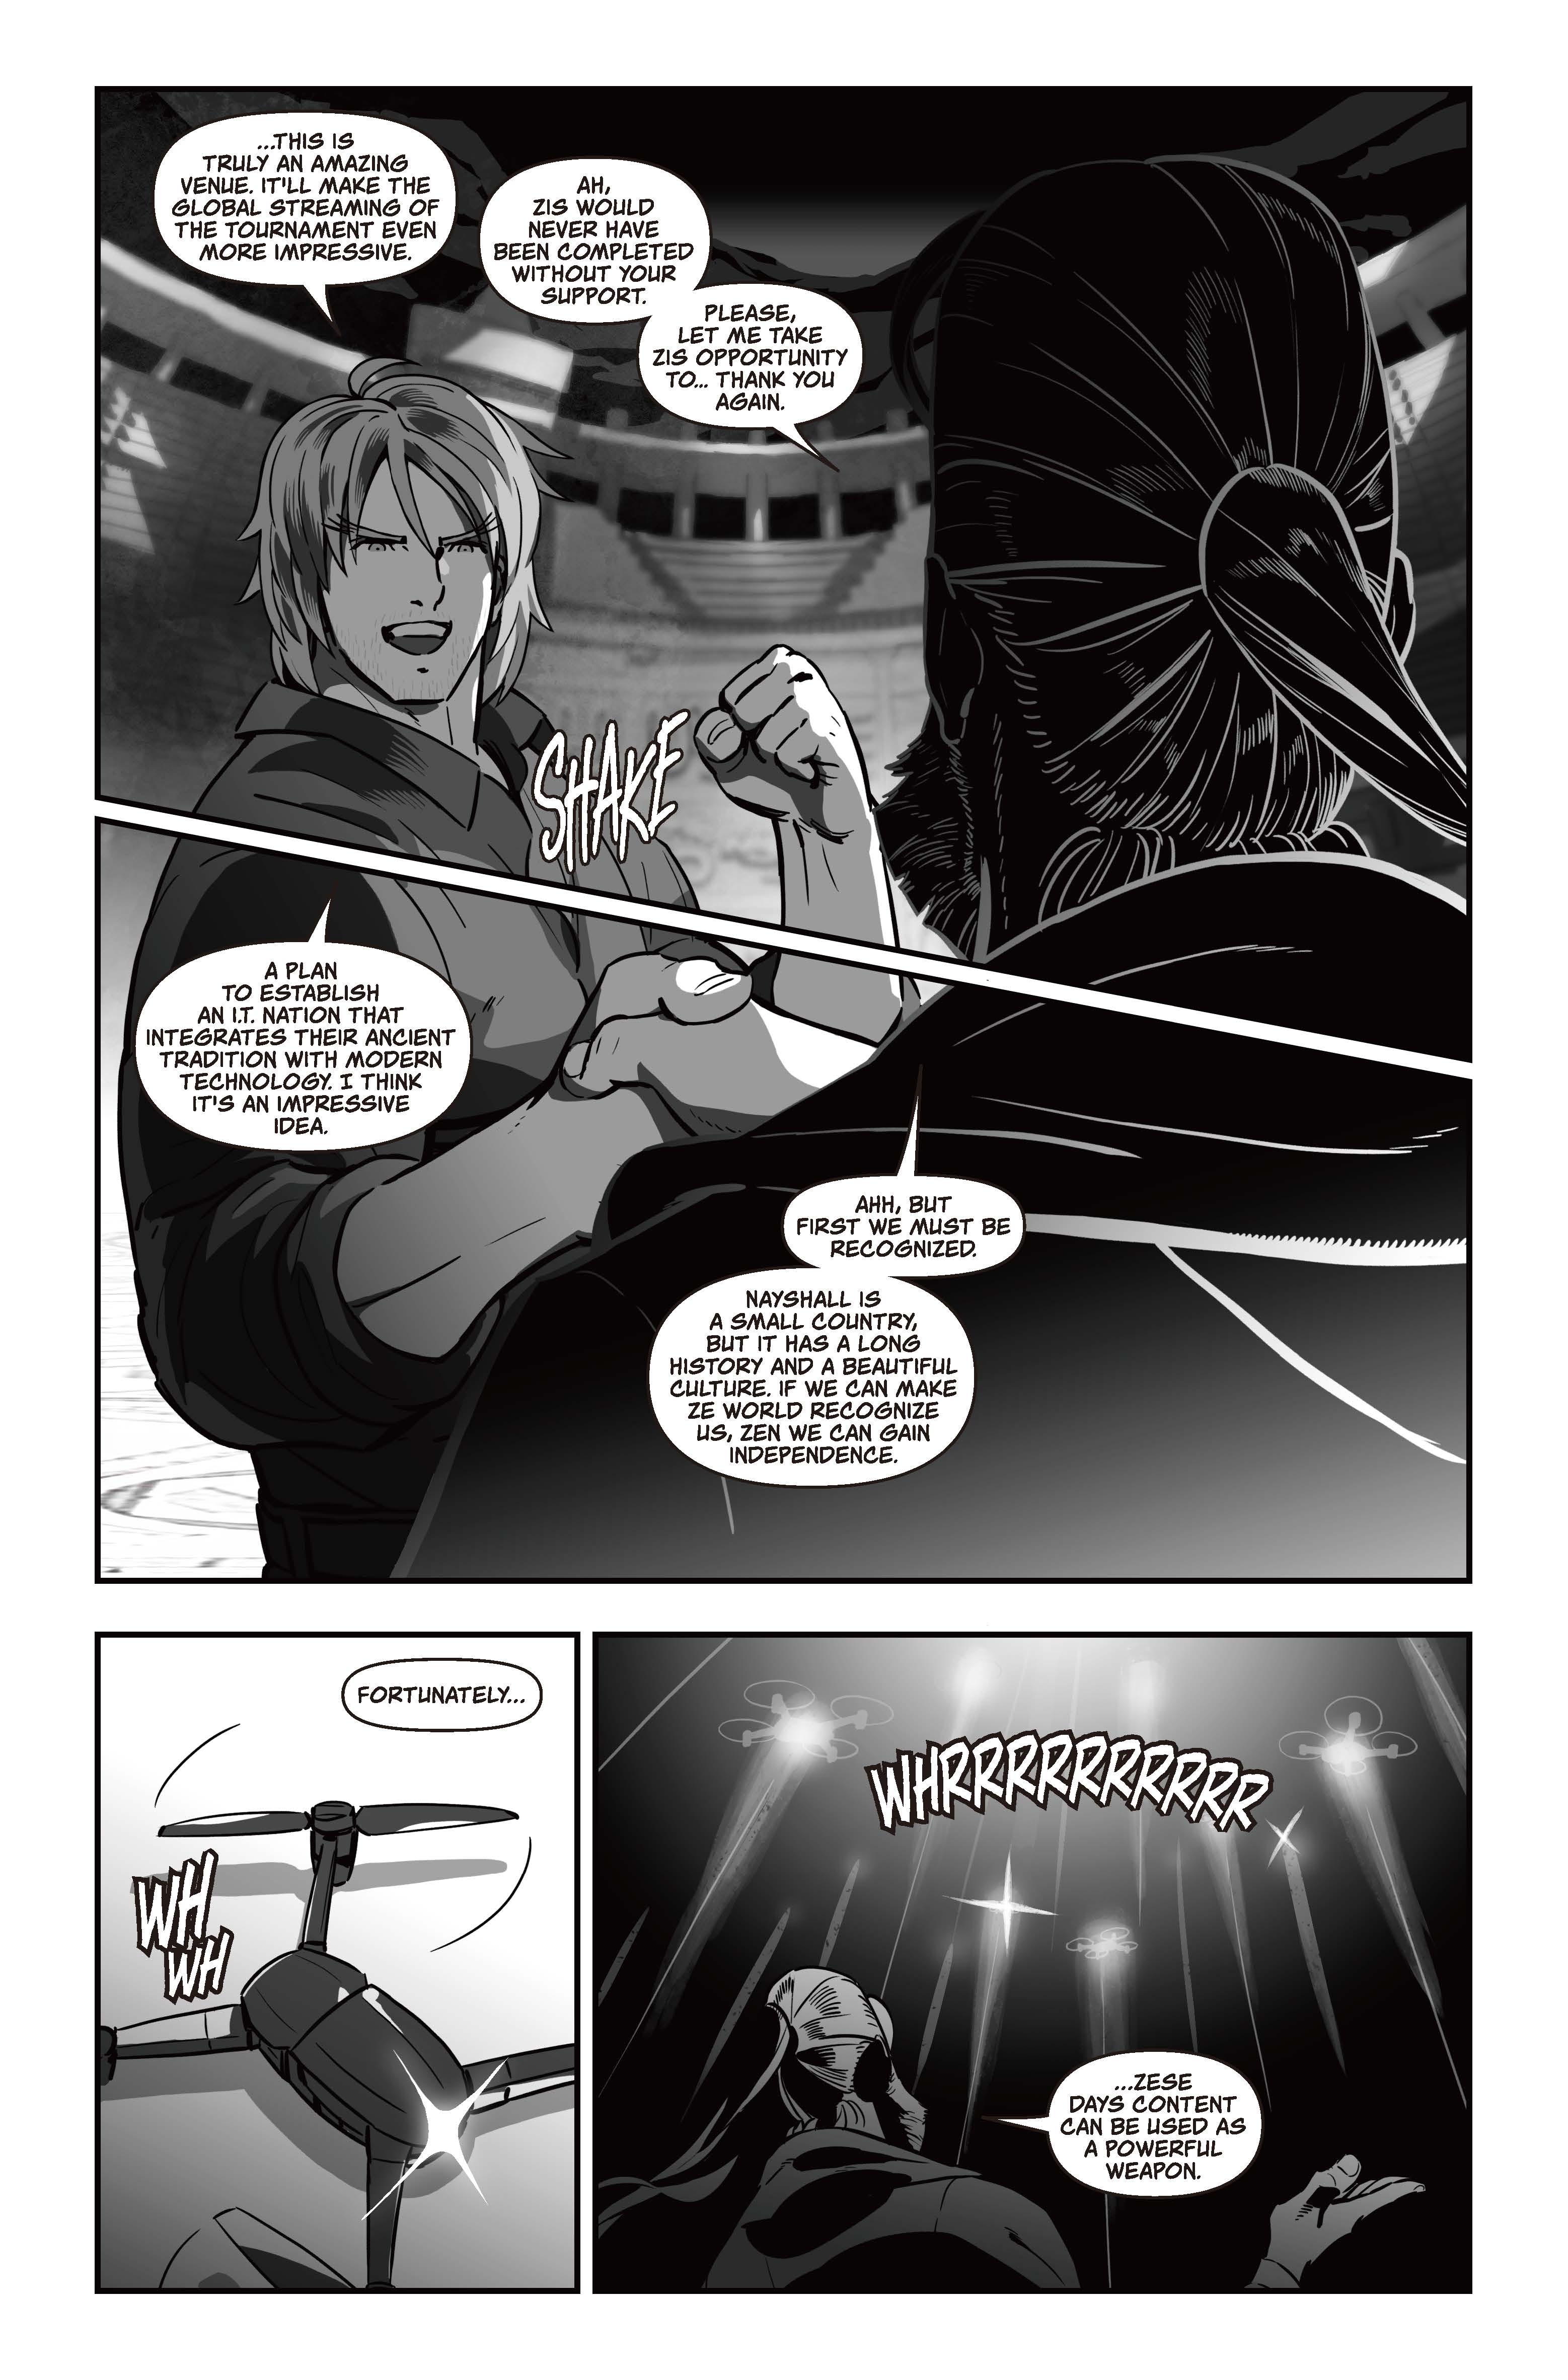 ...THIS IS
TRULY AN AMAZING
VENUE. IT'LL MAKE THE
GLOBAL STREAMING OF
THE TOURNAMENT EVEN
MORE IMPRESSIVE.
AH,
ZIS WOULD
NEVER HAVE
BEEN COMPLETED
WITHOUT YOUR
SUPPORT.
PLEASE,
LET ME TAKE
ZIS OPPORTUNITY
TO... THANK YOU
AGAIN.
SHAKE
A PLAN
TO ESTABLISH
AN I.T. NATION THAT
INTEGRATES THEIR ANCIENT
TRADITION WITH MODERN
TECHNOLOGY. I THINK
IT'S AN IMPRESSIVE
IDEA.
AHH, BUT
FIRST WE MUST BE
RECOGNIZED.
NAYSHALL IS
A SMALL COUNTRY,
BUT IT HAS A LONG
HISTORY AND A BEAUTIFUL
CULTURE. IF WE CAN MAKE
ZE WORLD RECOGNIZE
US, ZEN WE CAN GAIN
INDEPENDENCE.
FORTUNATELY...
WH
WH
WHRRRRRRRRRR
...ZESE
DAYS CONTENT
CAN BE USED AS
A POWERFUL
WEAPON.